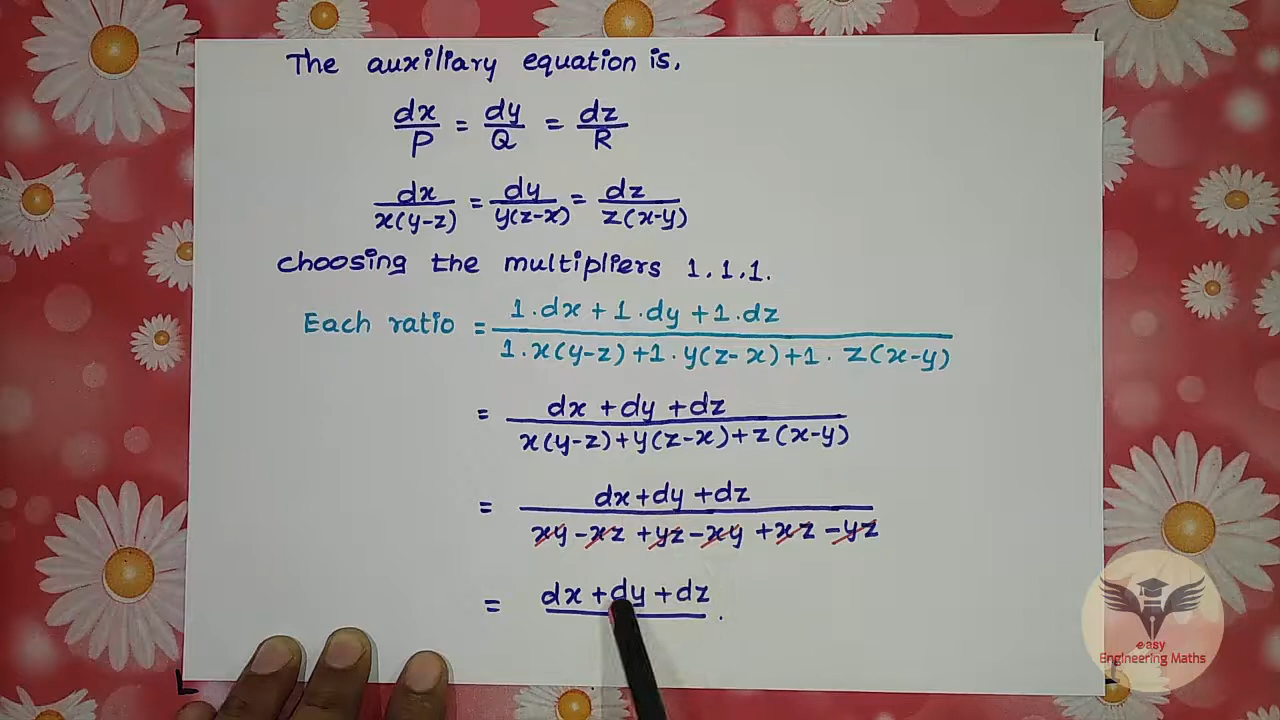 The auxiliary equation is,
dx/P = dy/Q = dz/R
dx/x(y-z) = dy/y(z-x) = dz/z(x-y)
choosing the multipliers 1.1.1.
Each ratio = 1.dx + 1.dy + 1.dz / 1.x(y-z) + 1.y(z-x) + 1.z(x-y)
= dx + dy + dz / x(y-z) + y(z-x) + z(x-y)
= dx + dy + dz / xy - xz + yz - xy + xz - yz
= dx + dy + dz / .
easy
Engineering Maths